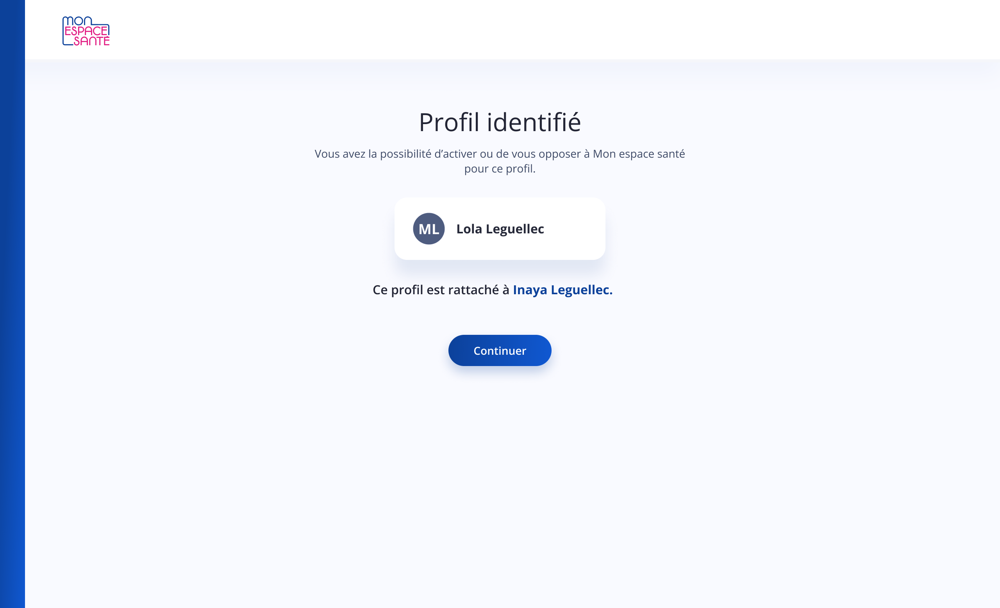 MON
ESPACE
SANTÉ
Profil identifié
Vous avez la possibilité d’activer ou de vous opposer à Mon espace santé
pour ce profil.
ML Lola Leguellec
Ce profil est rattaché à Inaya Leguellec.
Continuer